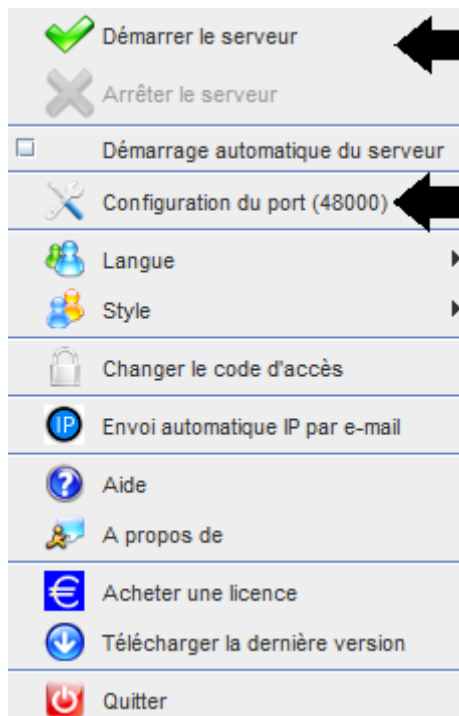 Démarrer le serveur
Arrêter le serveur
Démarrage automatique du serveur
Configuration du port (48000)
Langue
Style
Changer le code d'accès
IP Envoi automatique IP par e-mail
? Aide
A propos de
€ Acheter une licence
Télécharger la dernière version
Quitter